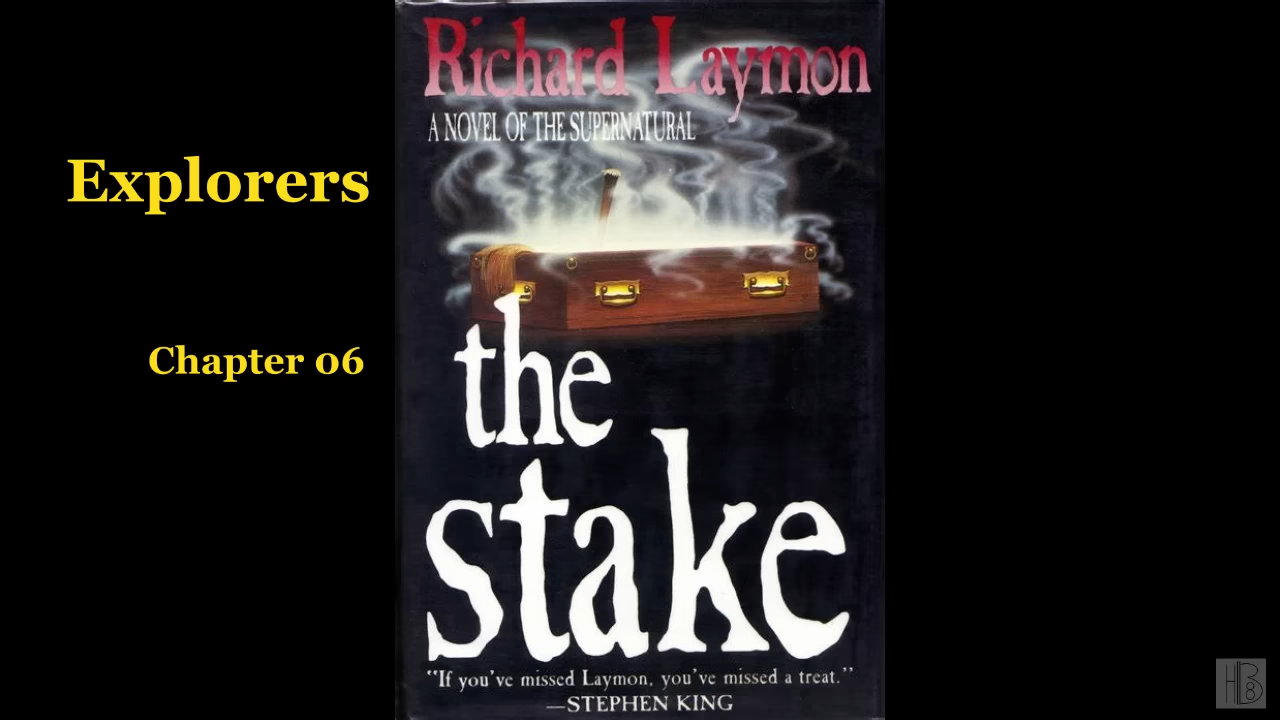 Explorers
Chapter 06
Richard Laymon
A NOVEL OF THE SUPERNATURAL
the
stake
"If you've missed Laymon, you've missed a treat."
—STEPHEN KING
HB8